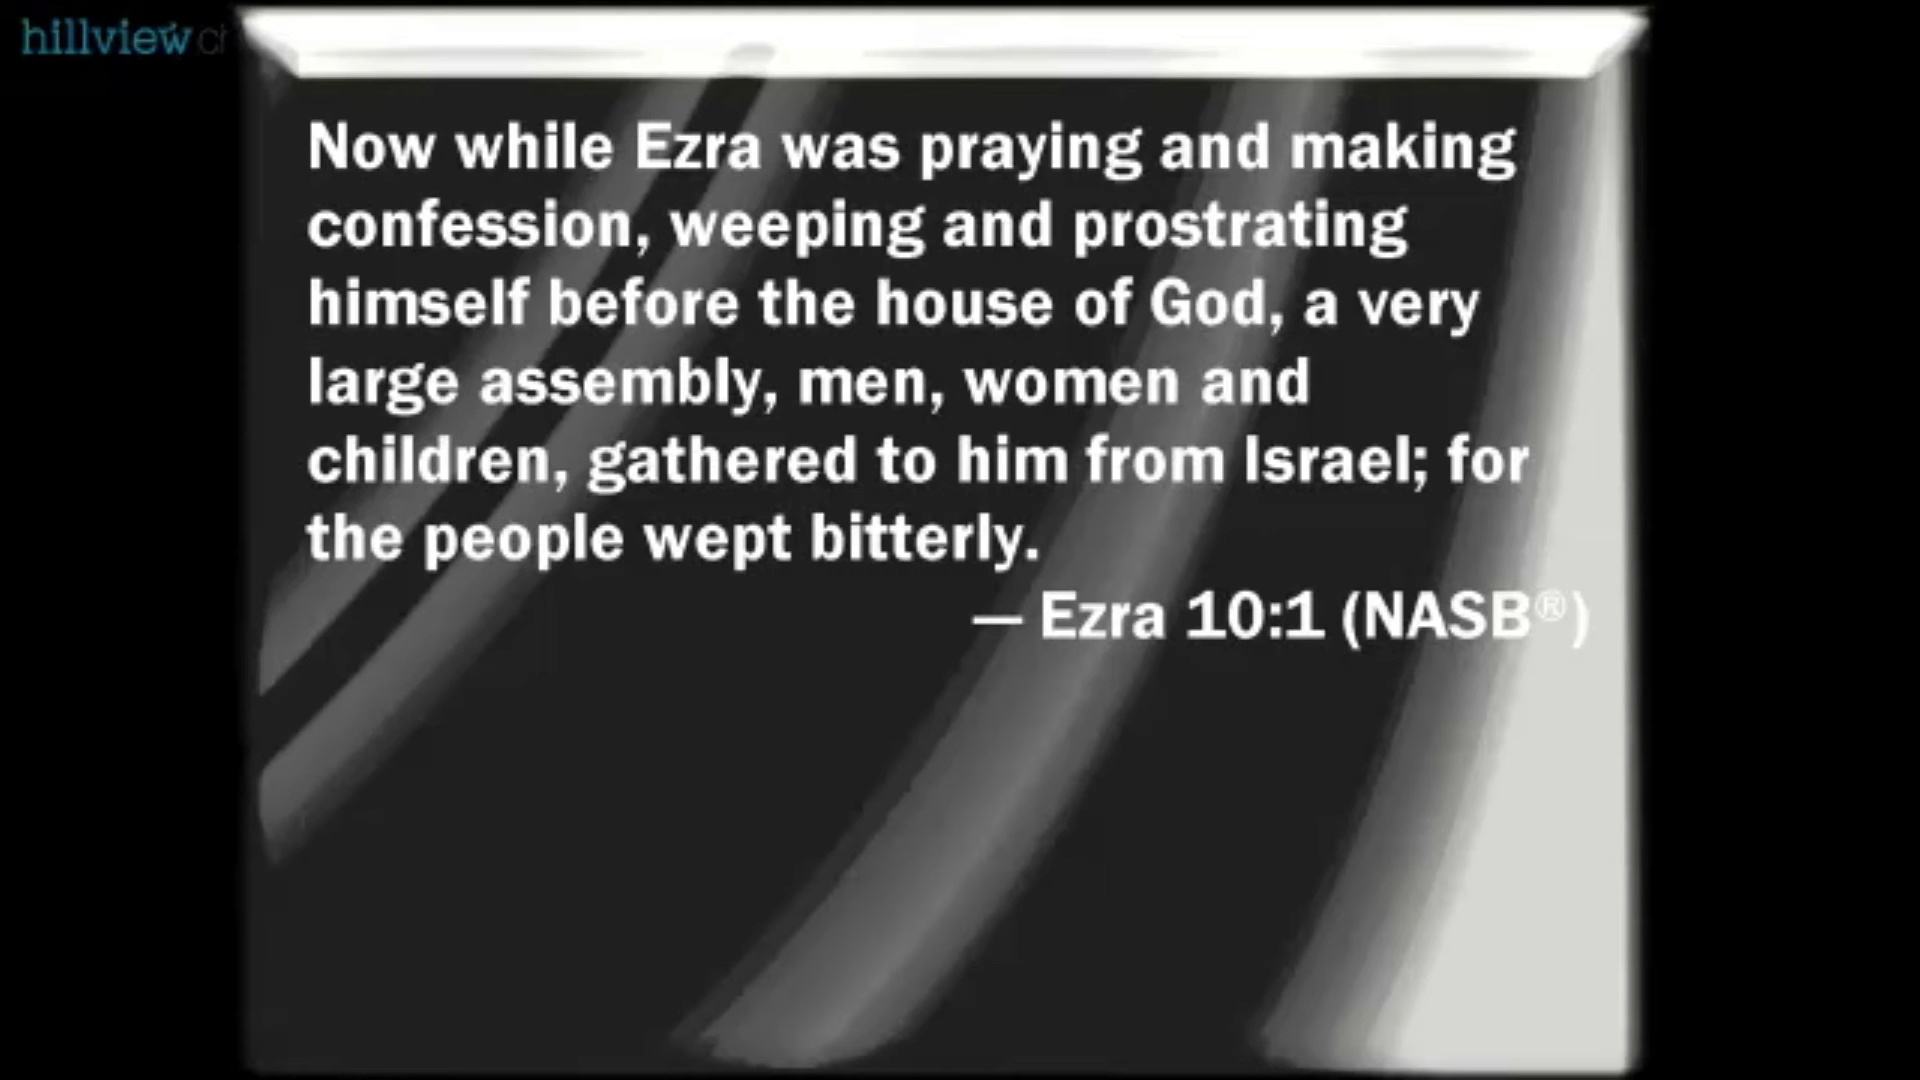 hillview
Now while Ezra was praying and making
confession, weeping and prostrating
himself before the house of God, a very
large assembly, men, women and
children, gathered to him from Israel; for
the people wept bitterly.
— Ezra 10:1 (NASB®)